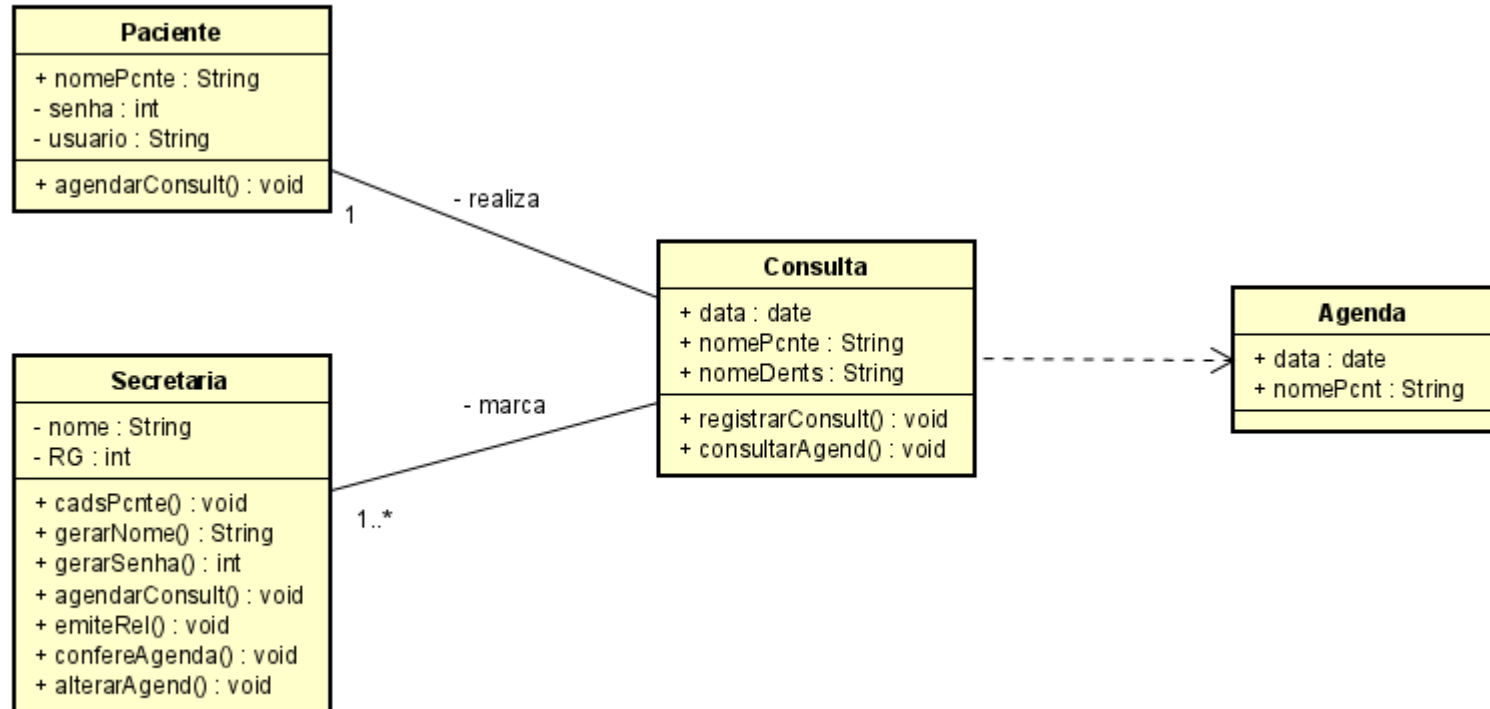 Paciente
+ nomePcnte : String
- senha : int
- usuario : String
+ agendarConsult() : void
1
- realiza
Secretaria
- nome : String
- RG : int
+ cadsPcnte() : void
+ gerarNome() : String
+ gerarSenha() : int
+ agendarConsult() : void
+ emiteRel() : void
+ confereAgenda() : void
+ alterarAgend() : void
1..*
- marca
Consulta
+ data : date
+ nomePcnte : String
+ nomeDents : String
+ registrarConsult() : void
+ consultarAgend() : void
Agenda
+ data : date
+ nomePcnt : String